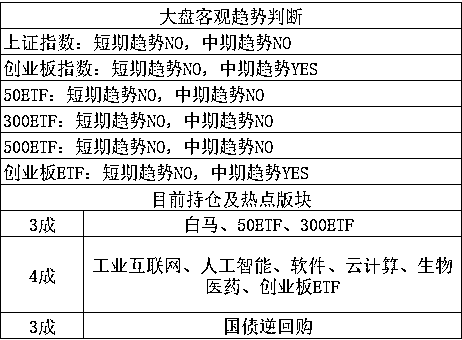 大盘客观趋势判断
上证指数：短期趋势NO，中期趋势NO
创业板指数：短期趋势NO，中期趋势YES
50ETF：短期趋势NO，中期趋势NO
300ETF：短期趋势NO，中期趋势NO
500ETF：短期趋势NO，中期趋势NO
创业板ETF：短期趋势NO，中期趋势YES
目前持仓及热点版块
3成 白马、50ETF、300ETF
4成 工业互联网、人工智能、软件、云计算、生物
医药、创业板ETF
3成 国债逆回购